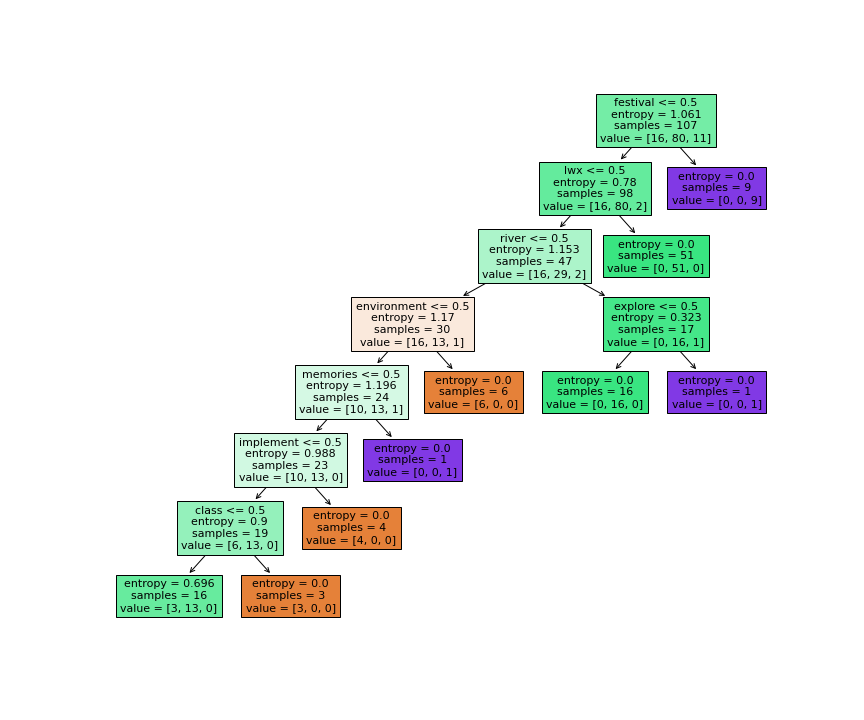 festival <= 0.5
entropy = 1.061
samples = 107
value = [16, 80, 11]
lwx <= 0.5
entropy = 0.78
samples = 98
value = [16, 80, 2]
entropy = 0.0
samples = 9
value = [0, 0, 9]
river <= 0.5
entropy = 1.153
samples = 47
value = [16, 29, 2]
entropy = 0.0
samples = 51
value = [0, 51, 0]
environment <= 0.5
entropy = 1.17
samples = 30
value = [16, 13, 1]
explore <= 0.5
entropy = 0.323
samples = 17
value = [0, 16, 1]
memories <= 0.5
entropy = 1.196
samples = 24
value = [10, 13, 1]
entropy = 0.0
samples = 6
value = [6, 0, 0]
entropy = 0.0
samples = 16
value = [0, 16, 0]
entropy = 0.0
samples = 1
value = [0, 0, 1]
implement <= 0.5
entropy = 0.988
samples = 23
value = [10, 13, 0]
entropy = 0.0
samples = 1
value = [0, 0, 1]
class <= 0.5
entropy = 0.9
samples = 19
value = [6, 13, 0]
entropy = 0.0
samples = 4
value = [4, 0, 0]
entropy = 0.696
samples = 16
value = [3, 13, 0]
entropy = 0.0
samples = 3
value = [3, 0, 0]